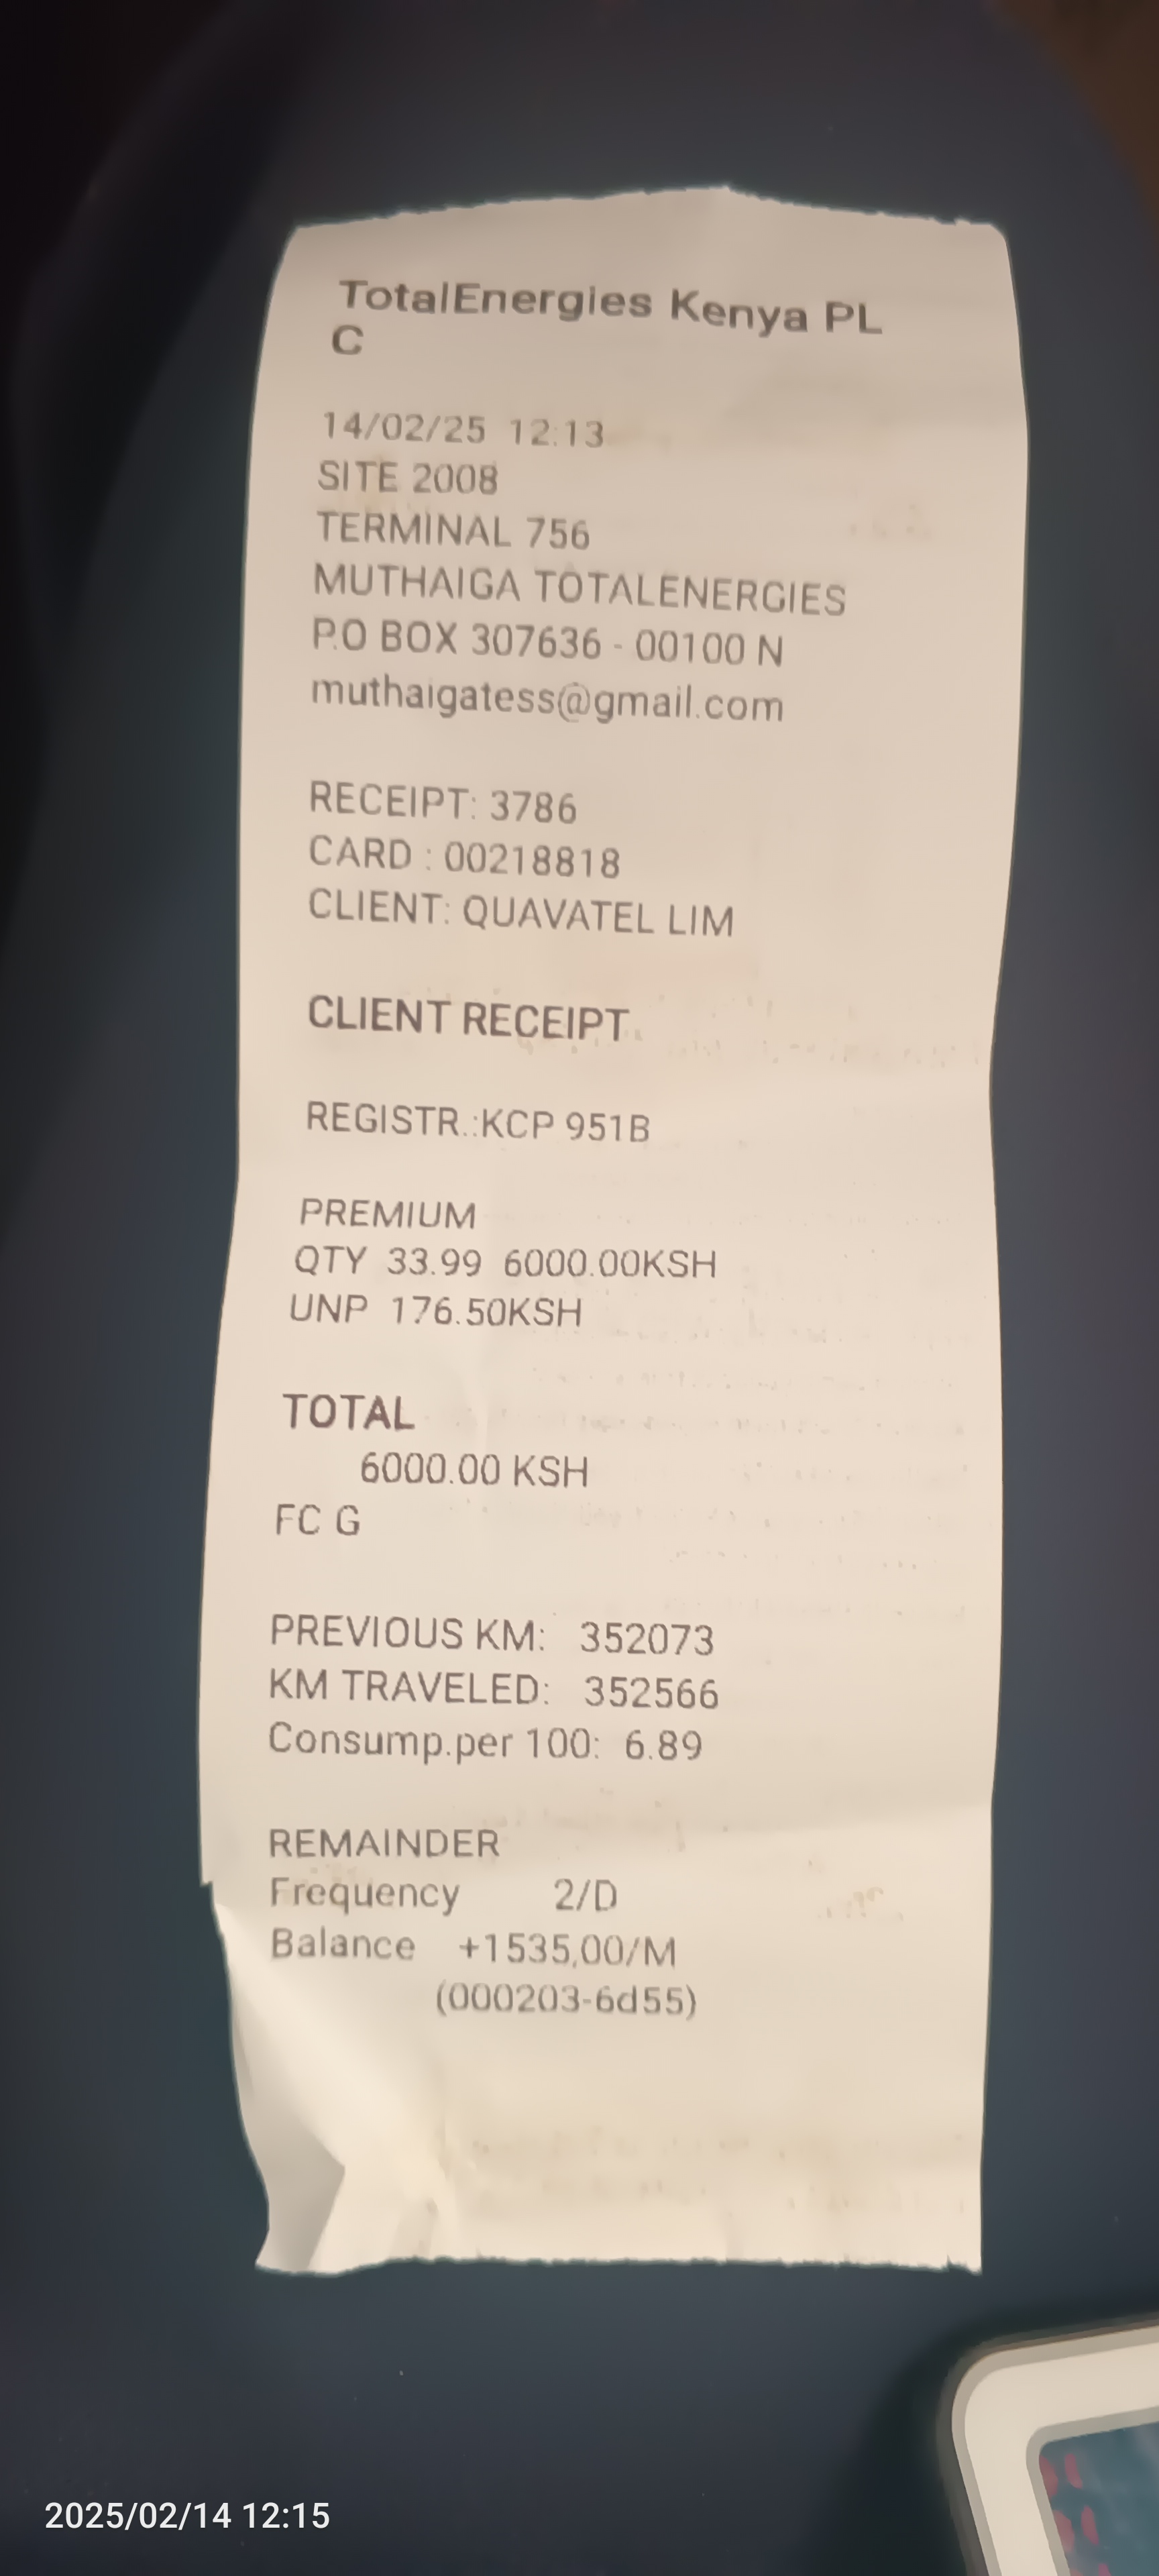 TotalEnergies Kenya PL
C
14/02/25 12:13
SITE 2008
TERMINAL 756
MUTHAIGA TOTALENERGIES
P.O BOX 307636 - 00100 N
muthaigatess@gmail.com
RECEIPT: 3786
CARD : 00218818
CLIENT: QUAVATEL LIM
CLIENT RECEIPT
REGISTR.:KCP 951B
PREMIUM
QTY 33.99 6000.00KSH
UNP 176.50KSH
TOTAL
6000.00 KSH
FC G
PREVIOUS KM: 352073
KM TRAVELED: 352566
Consump.per 100: 6.89
REMAINDER
Frequency 2/D
Balance +1535,00/M
(000203-6d55)
2025/02/14 12:15